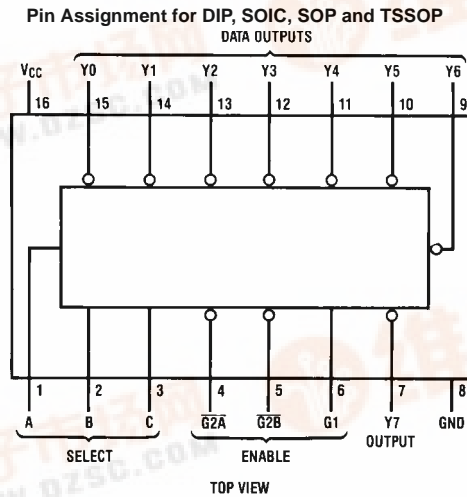 Pin Assignment for DIP, SOIC, SOP and TSSOP
DATA OUTPUTS
VCC Y0 Y1 Y2 Y3 Y4 Y5 Y6
16 15 14 13 12 11 10 9
1 2 3 4 5 6 7 8
A B C G2A G2B G1 Y7 GND
SELECT ENABLE OUTPUT
TOP VIEW